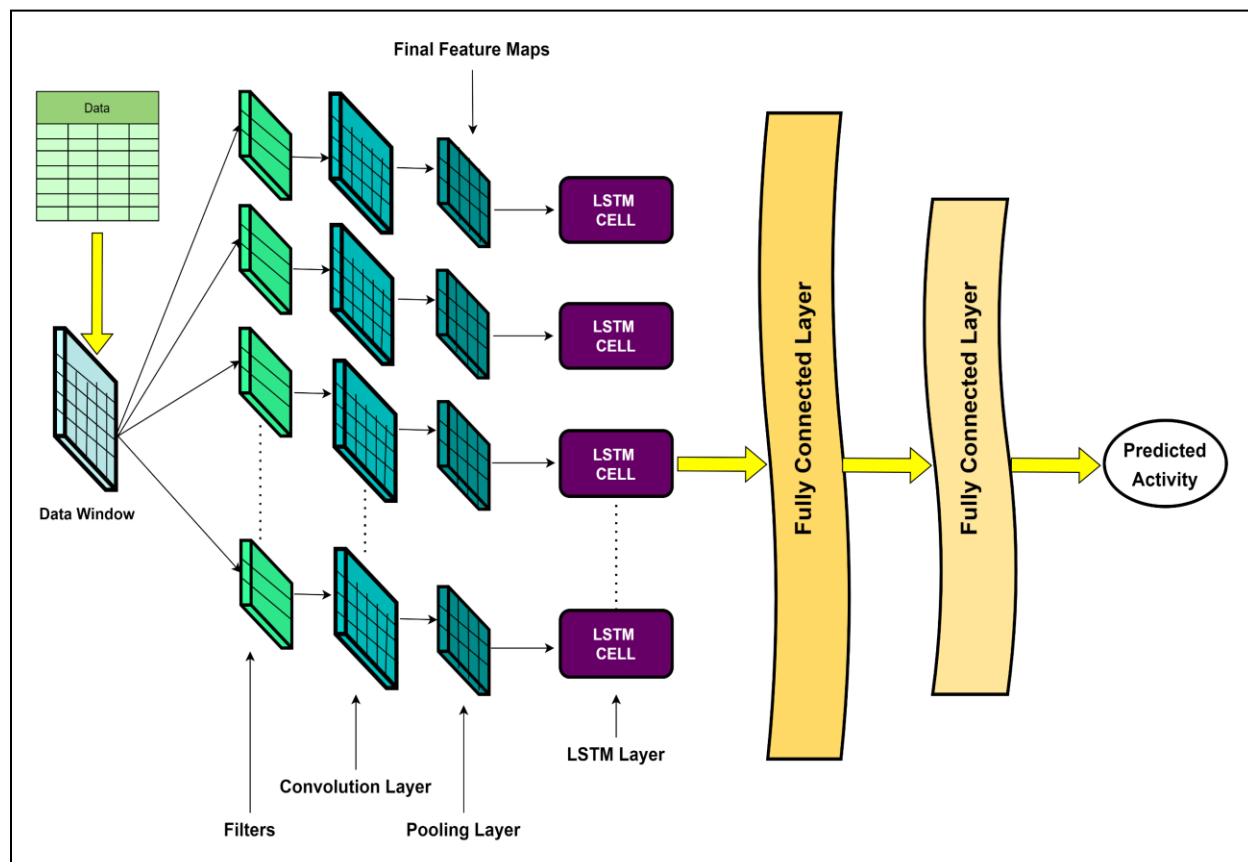 Final Feature Maps
Data
LSTM
CELL
LSTM
CELL
LSTM
CELL
LSTM
CELL
Fully Connected Layer
Fully Connected Layer
Predicted
Activity
Data Window
LSTM Layer
Convolution Layer
Filters
Pooling Layer